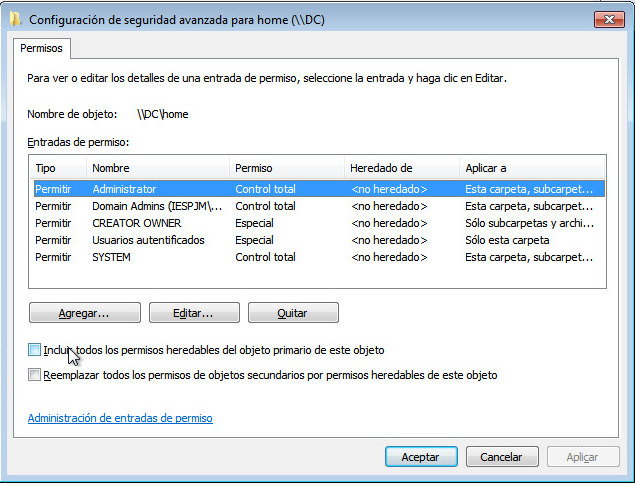 Configuración de seguridad avanzada para home (\\DC)
Permisos
Para ver o editar los detalles de una entrada de permiso, seleccione la entrada y haga clic en Editar.
Nombre de objeto: \\DC\home
Entradas de permiso:
Tipo Nombre Permiso Heredado de Aplicar a
Permitir Administrator Control total <no heredado> Esta carpeta, subcarpet...
Permitir Domain Admins (IESPJM\... Control total <no heredado> Esta carpeta, subcarpet...
Permitir CREATOR OWNER Especial <no heredado> Sólo subcarpetas y archi...
Permitir Usuarios autentificados Especial <no heredado> Sólo esta carpeta
Permitir SYSTEM Control total <no heredado> Esta carpeta, subcarpet...
Agregar... Editar... Quitar
Incluir todos los permisos heredables del objeto primario de este objeto
Reemplazar todos los permisos de objetos secundarios por permisos heredables de este objeto
Administración de entradas de permiso
Aceptar Cancelar Aplicar